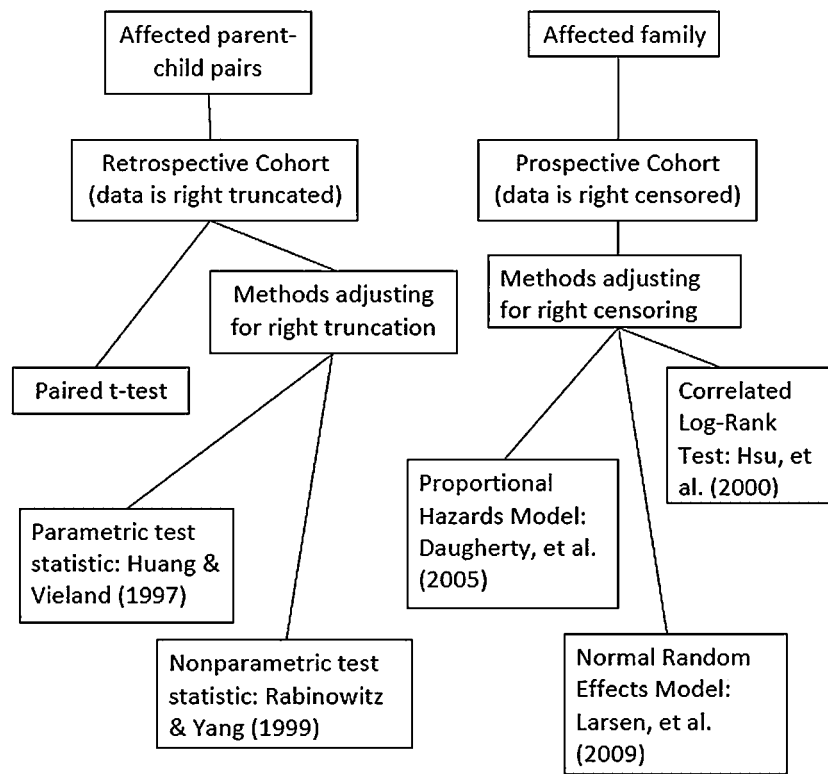 Affected parent-
child pairs
Affected family
Retrospective Cohort
(data is right truncated)
Prospective Cohort
(data is right censored)
Methods adjusting
for right truncation
Methods adjusting
for right censoring
Paired t-test
Correlated
Log-Rank
Test: Hsu, et
al. (2000)
Proportional
Hazards Model:
Daugherty, et al.
(2005)
Parametric test
statistic: Huang &
Vieland (1997)
Nonparametric test
statistic: Rabinowitz
& Yang (1999)
Normal Random
Effects Model:
Larsen, et al.
(2009)